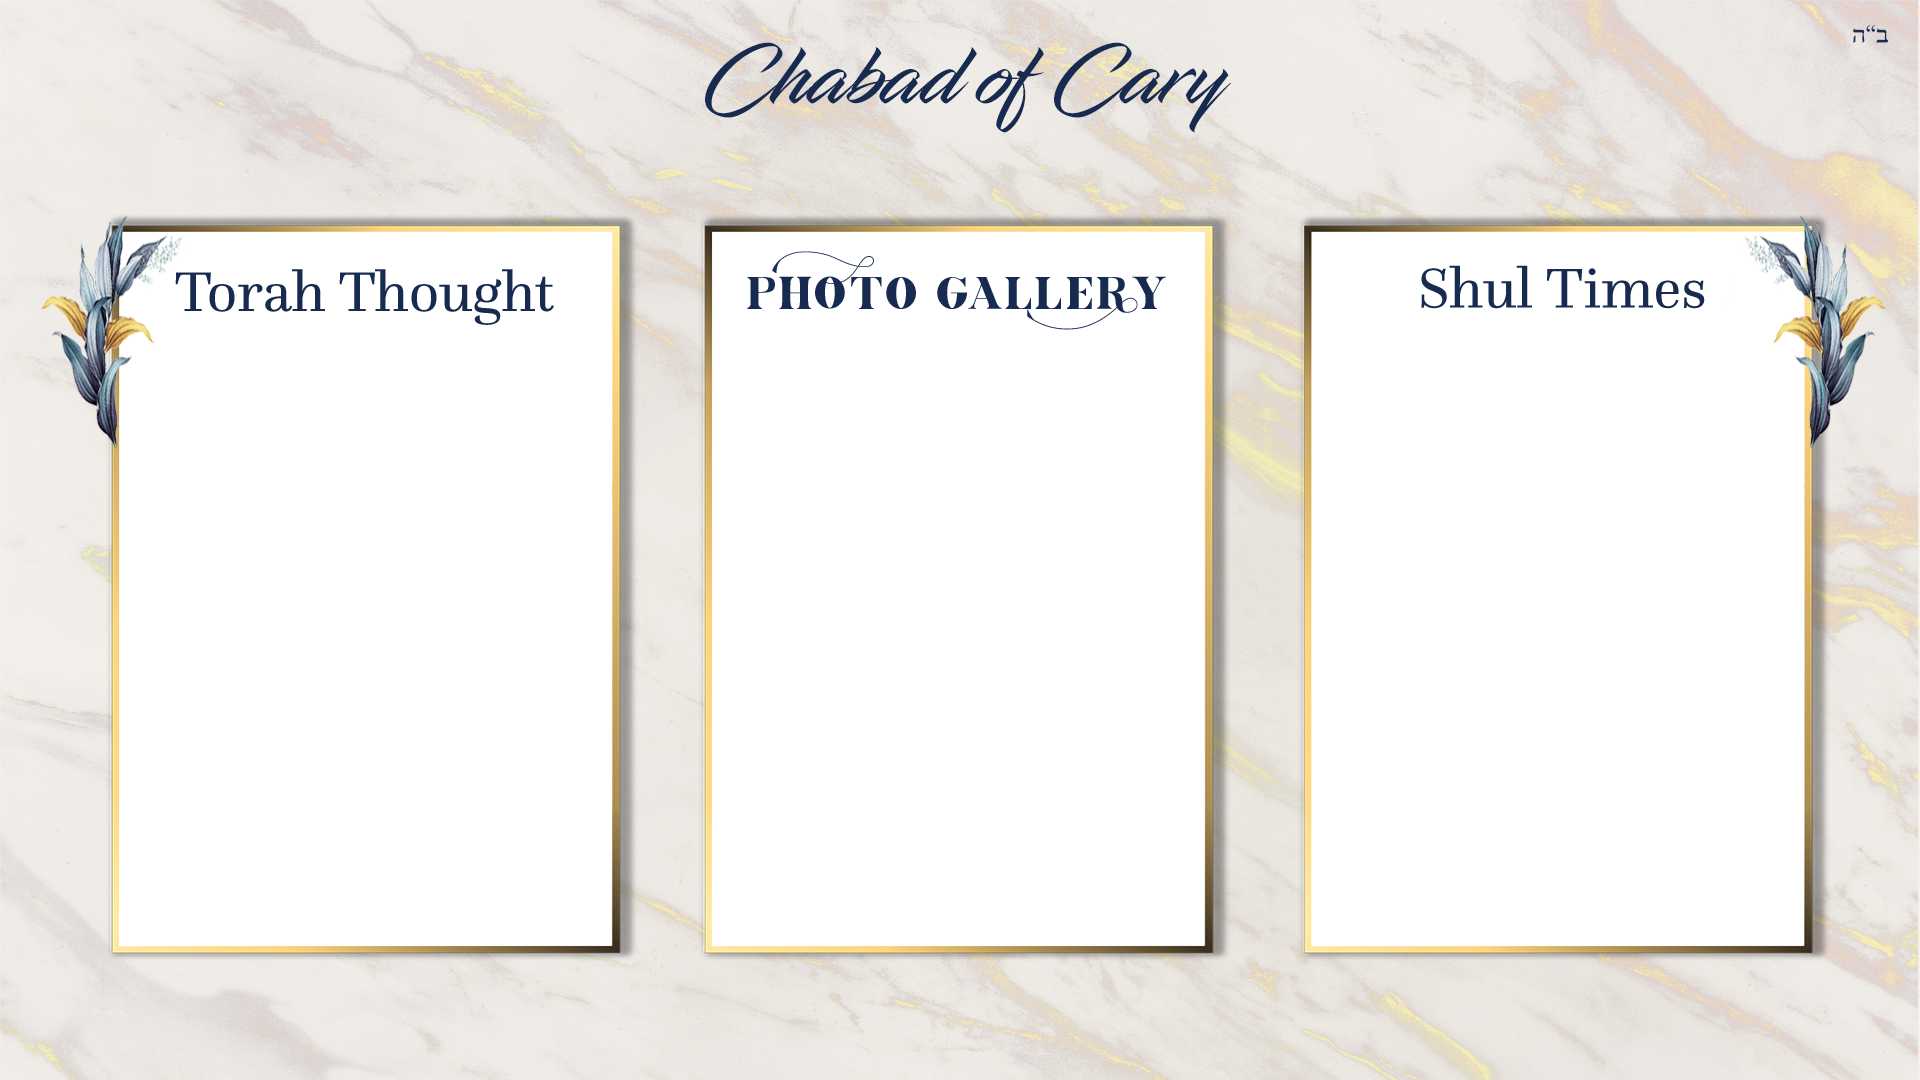 ב“ה
Chabad of Cary
Torah Thought
PHOTO GALLERY
Shul Times